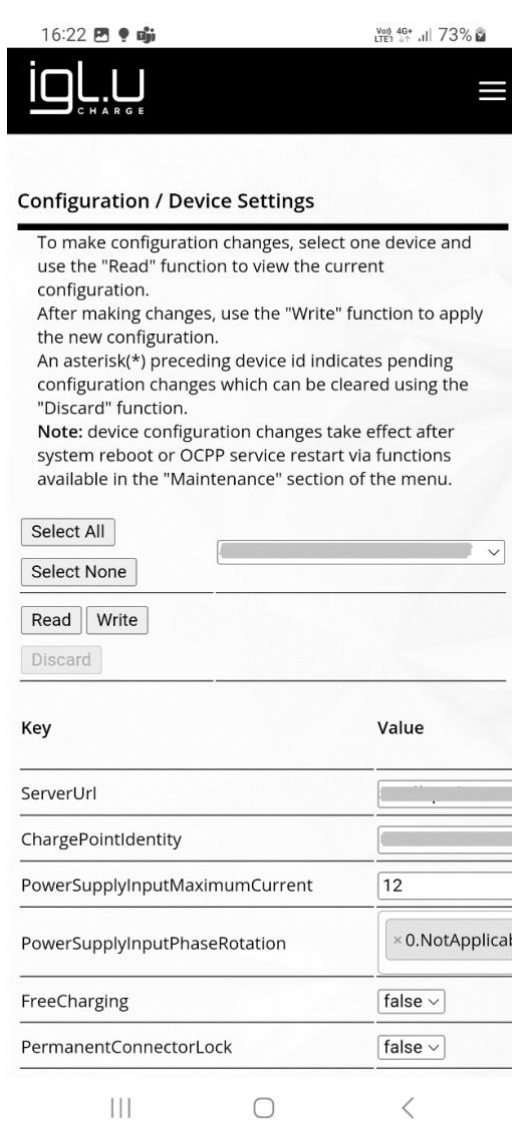 16:22
Vo) 4G+ LTE1 73%
igl.u
CHARGE
Configuration / Device Settings
To make configuration changes, select one device and
use the "Read" function to view the current
configuration.
After making changes, use the "Write" function to apply
the new configuration.
An asterisk(*) preceding device id indicates pending
configuration changes which can be cleared using the
"Discard" function.
Note: device configuration changes take effect after
system reboot or OCPP service restart via functions
available in the "Maintenance" section of the menu.
Select All
Select None
Read Write
Discard
Key Value
ServerUrl
ChargePointIdentity
PowerSupplyInputMaximumCurrent 12
PowerSupplyInputPhaseRotation × 0.NotApplicab
FreeCharging false
PermanentConnectorLock false